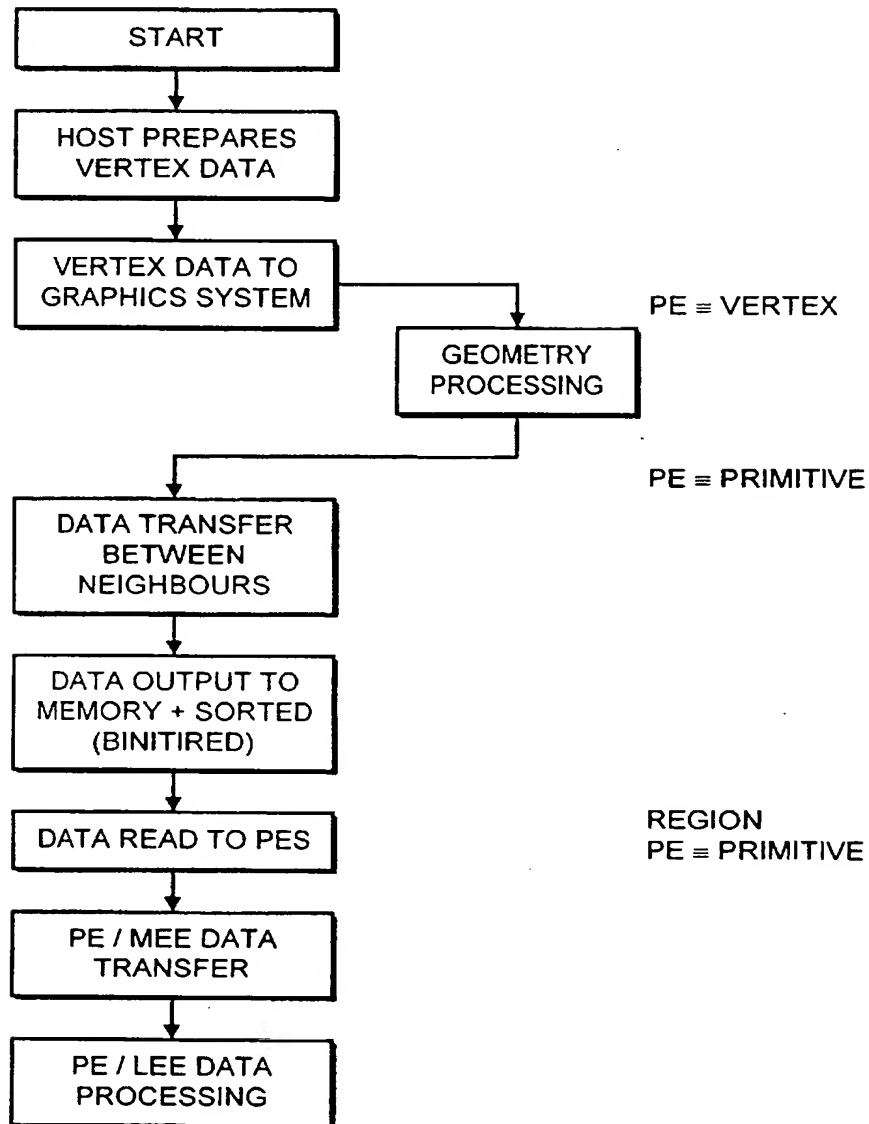 START
HOST PREPARES
VERTEX DATA
VERTEX DATA TO
GRAPHICS SYSTEM
PE ≡ VERTEX
GEOMETRY
PROCESSING
PE ≡ PRIMITIVE
DATA TRANSFER
BETWEEN
NEIGHBOURS
DATA OUTPUT TO
MEMORY + SORTED
(BINITIRED)
DATA READ TO PES
REGION
PE ≡ PRIMITIVE
PE / MEE DATA
TRANSFER
PE / LEE DATA
PROCESSING